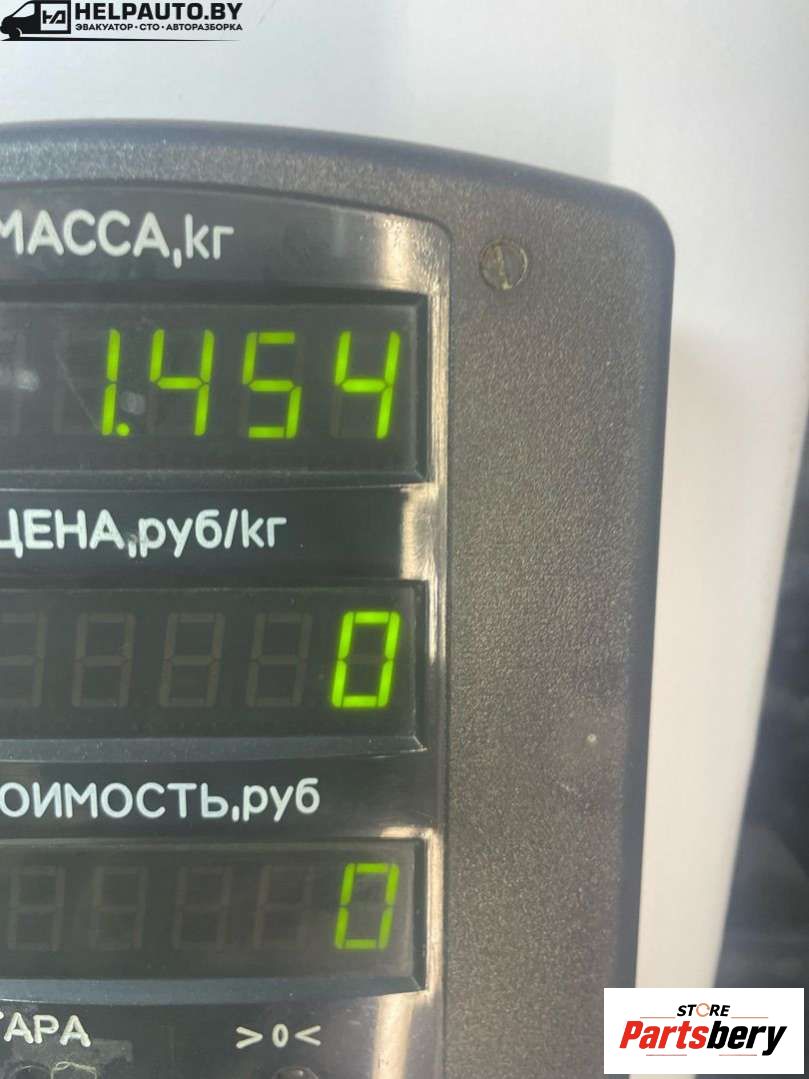 HELPAUTO.BY
ЭВАКУАТОР•СТО•АВТОРАЗБОРКА
МАССА,кг
1.454
ЦЕНА,руб/кг
0
ОИМОСТЬ,руб
0
ТАРА >0<
STORE
Partsbery